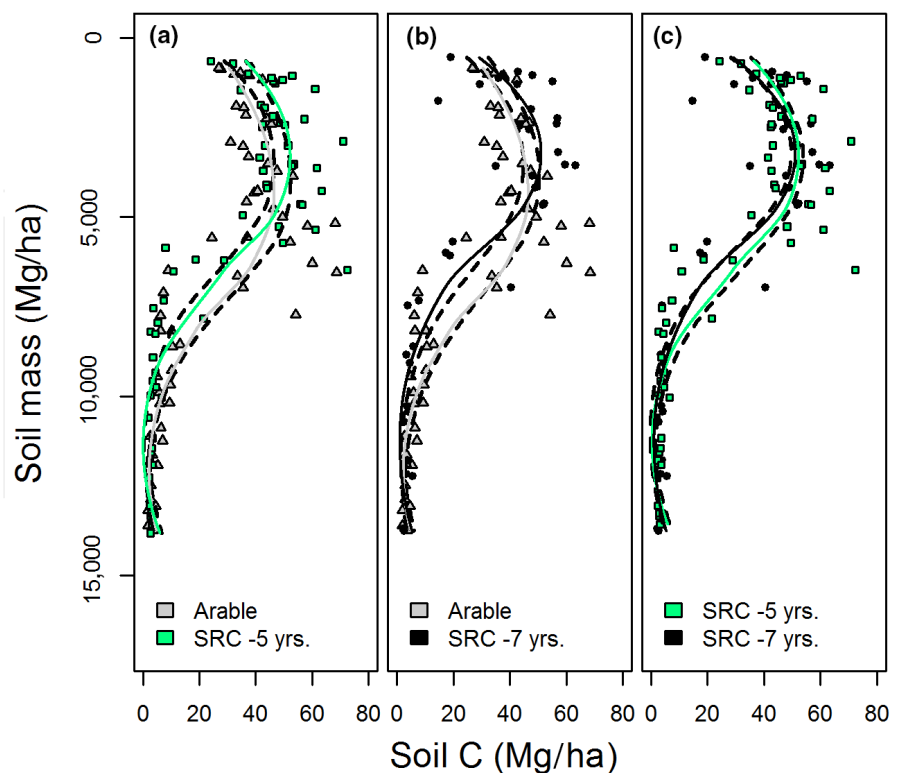 (a)
(b)
(c)
0
5,000
10,000
15,000
Soil mass (Mg/ha)
Arable
SRC -5 yrs.
Arable
SRC -7 yrs.
SRC -5 yrs.
SRC -7 yrs.
0 20 40 60 80
0 20 40 60 80
0 20 40 60 80
Soil C (Mg/ha)